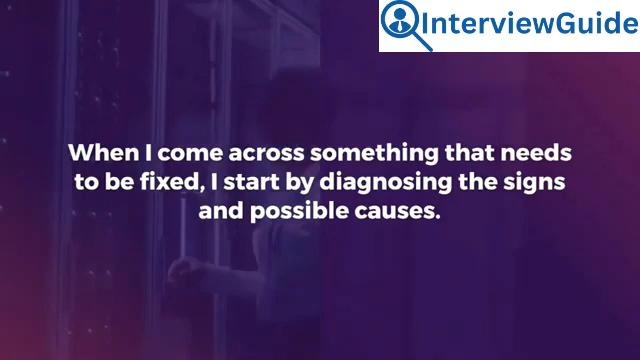 InterviewGuide
When I come across something that needs
to be fixed, I start by diagnosing the signs
and possible causes.